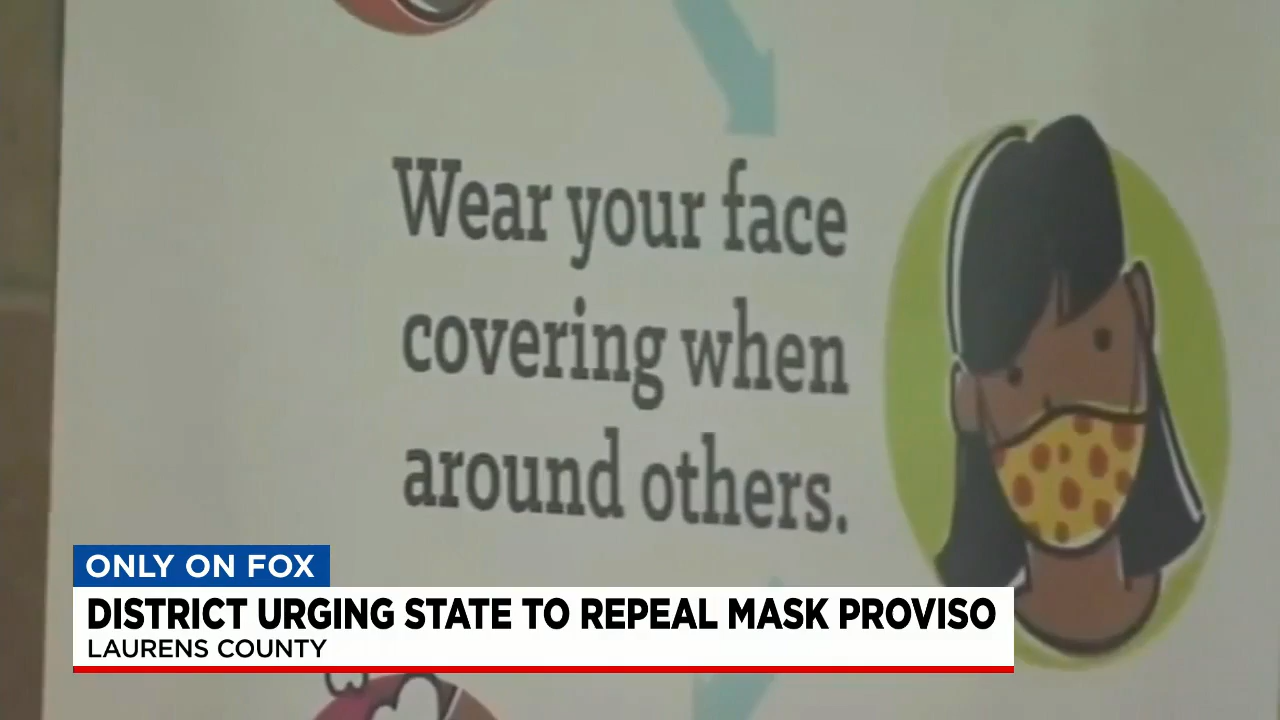 Wear your face
covering when
around others.
ONLY ON FOX
DISTRICT URGING STATE TO REPEAL MASK PROVISO
LAURENS COUNTY